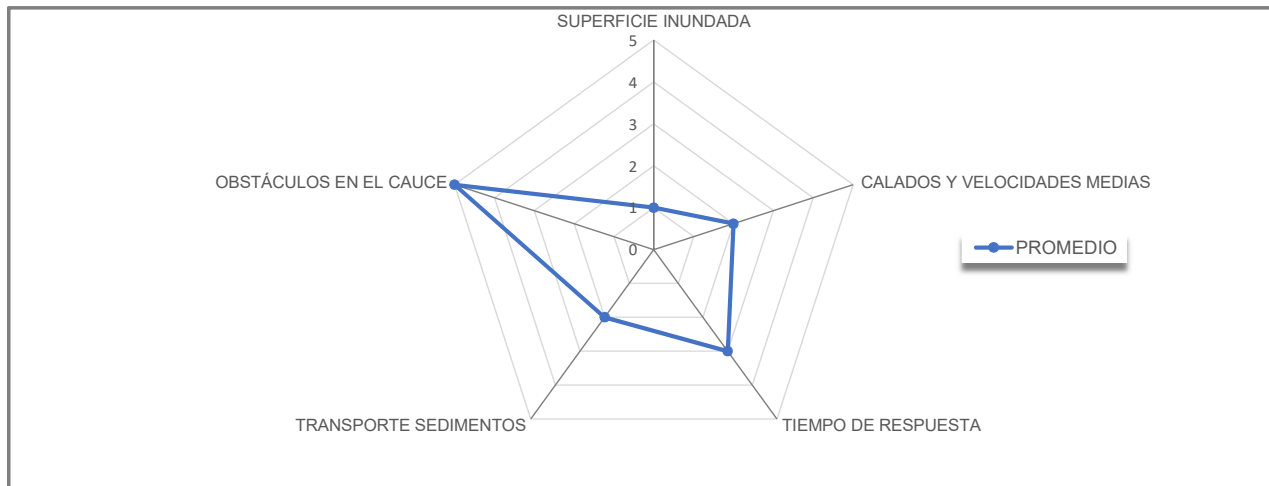 SUPERFICIE INUNDADA
5
4
3
2
1
0
OBSTÁCULOS EN EL CAUCE
CALADOS Y VELOCIDADES MEDIAS
PROMEDIO
TRANSPORTE SEDIMENTOS
TIEMPO DE RESPUESTA